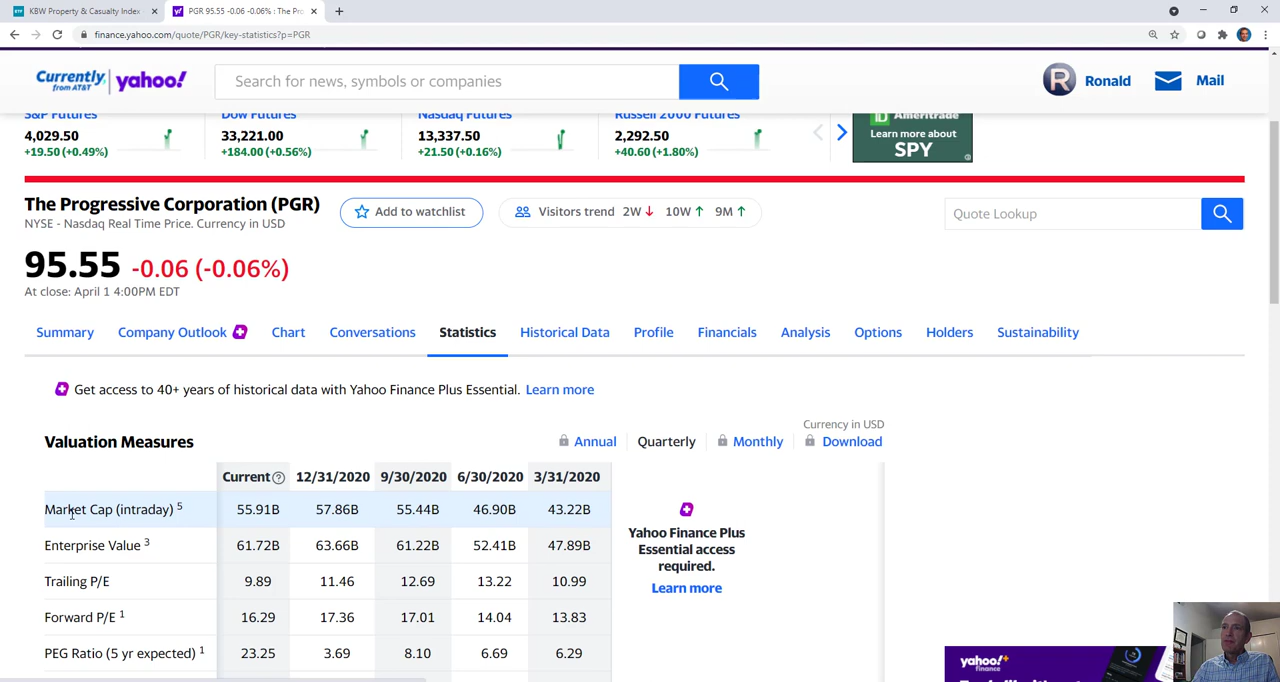 KBW Property & Casualty Index
PGR 95.55 -0.06 -0.06% : The Pro
finance.yahoo.com/quote/PGR/key-statistics?p=PGR
Currently, from AT&T yahoo!
Search for news, symbols or companies
R Ronald Mail
S&P Futures Dow Futures Nasdaq Futures Russell 2000 Futures
4,029.50 33,221.00 13,337.50 2,292.50
+19.50 (+0.49%) +184.00 (+0.56%) +21.50 (+0.16%) +40.60 (+1.80%)
TD Ameritrade
Learn more about
SPY
The Progressive Corporation (PGR)
NYSE - Nasdaq Real Time Price. Currency in USD
Add to watchlist
Visitors trend 2W↓ 10W↑ 9M↑
Quote Lookup
95.55 -0.06 (-0.06%)
At close: April 1 4:00PM EDT
Summary Company Outlook Chart Conversations Statistics Historical Data Profile Financials Analysis Options Holders Sustainability
Get access to 40+ years of historical data with Yahoo Finance Plus Essential. Learn more
Currency in USD
Valuation Measures Annual Quarterly Monthly Download
Current 12/31/2020 9/30/2020 6/30/2020 3/31/2020
Market Cap (intraday) 5 55.91B 57.86B 55.44B 46.90B 43.22B
Enterprise Value 3 61.72B 63.66B 61.22B 52.41B 47.89B
Trailing P/E 9.89 11.46 12.69 13.22 10.99
Forward P/E 1 16.29 17.36 17.01 14.04 13.83
PEG Ratio (5 yr expected) 1 23.25 3.69 8.10 6.69 6.29
Yahoo Finance Plus
Essential access
required.
Learn more
yahoo!+
finance